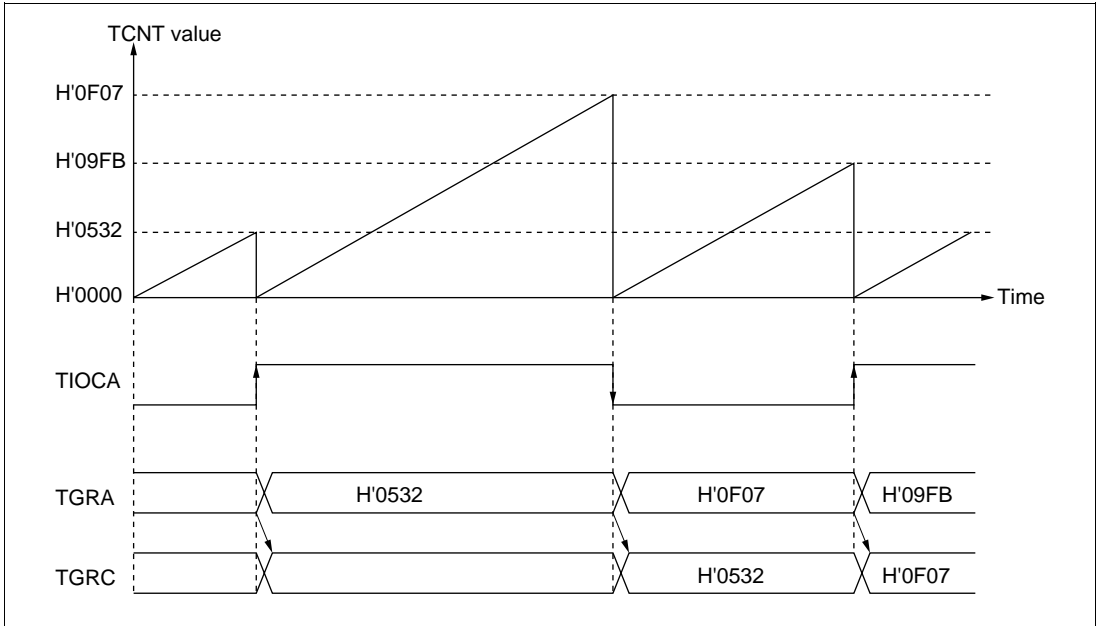 TCNT value
H'0F07
H'09FB
H'0532
H'0000
Time
TIOCA
TGRA H'0532 H'0F07 H'09FB
TGRC H'0532 H'0F07